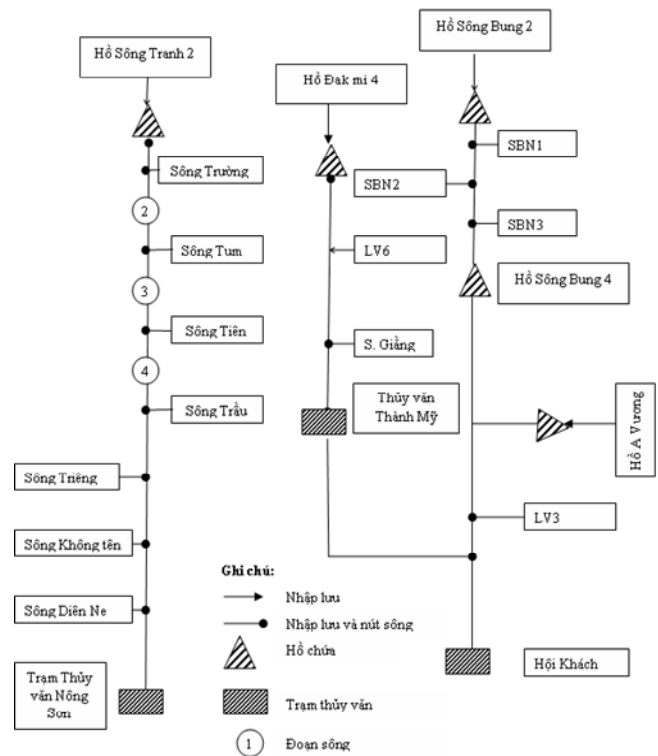 Hồ Sông Tranh 2
Sông Trường
2
Sông Tum
3
Sông Tiên
4
Sông Trầu
Sông Triêng
Sông Không tên
Sông Diên Ne
Trạm Thủy
văn Nông
Sơn
Hồ Đak mi 4
LV6
S. Giằng
Thủy văn
Thành Mỹ
Hồ Sông Bung 2
SBN1
SBN2
SBN3
Hồ Sông Bung 4
Hồ A Vương
LV3
Hội Khách
Ghi chú:
Nhập lưu
Nhập lưu và nút sông
Hồ chứa
Trạm thủy văn
1
Đoạn sông